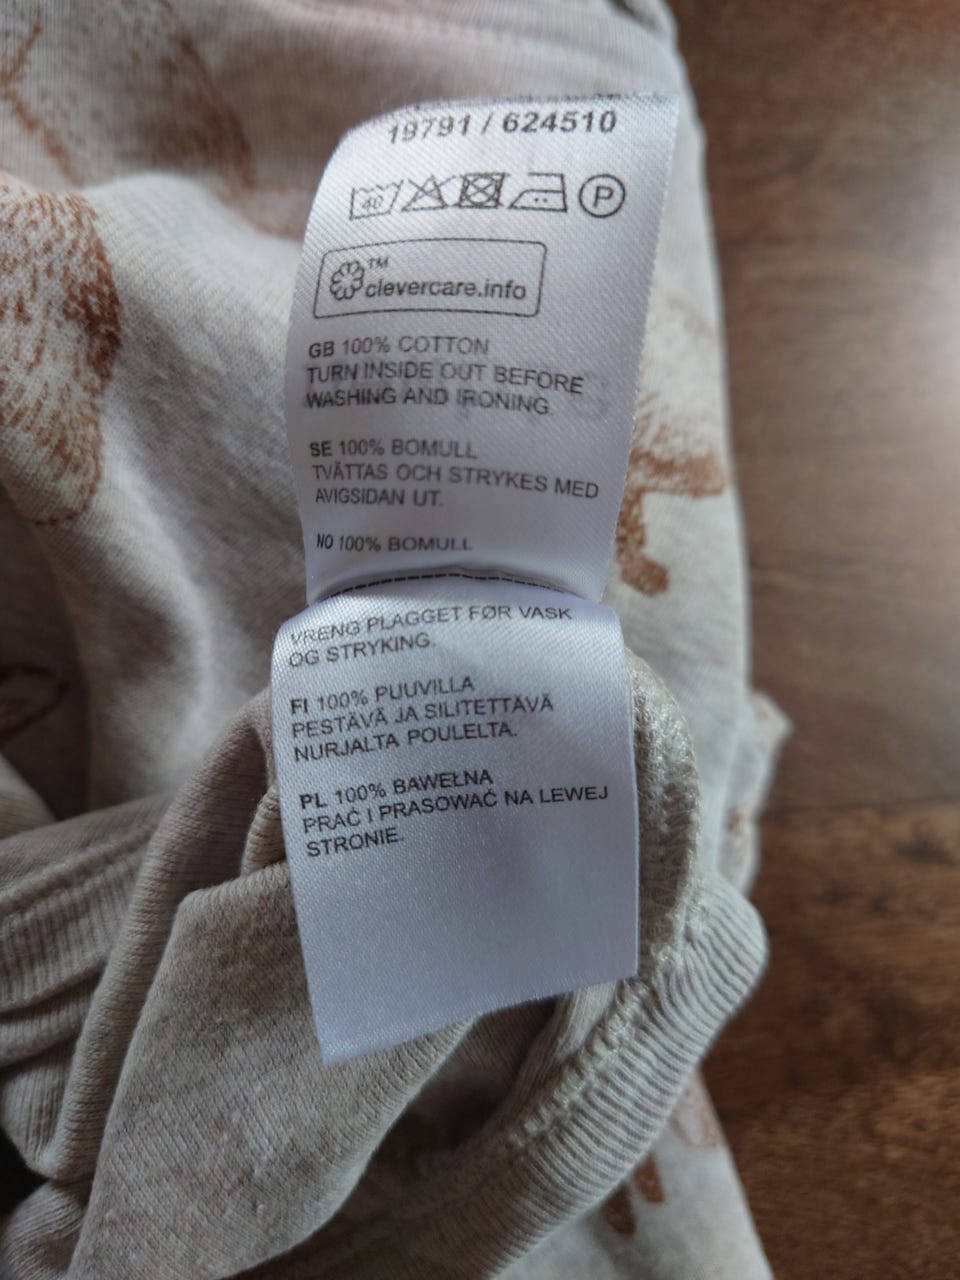 19791 / 624510
40 P
TM
clevercare.info
GB 100% COTTON
TURN INSIDE OUT BEFORE
WASHING AND IRONING.
SE 100% BOMULL
TVÄTTAS OCH STRYKES MED
AVIGSIDAN UT.
NO 100% BOMULL
VRENG PLAGGET FØR VASK
OG STRYKING.
FI 100% PUUVILLA
PESTÄVÄ JA SILITETTÄVÄ
NURJALTA POULELTA.
PL 100% BAWEŁNA
PRAĆ I PRASOWAĆ NA LEWEJ
STRONIE.